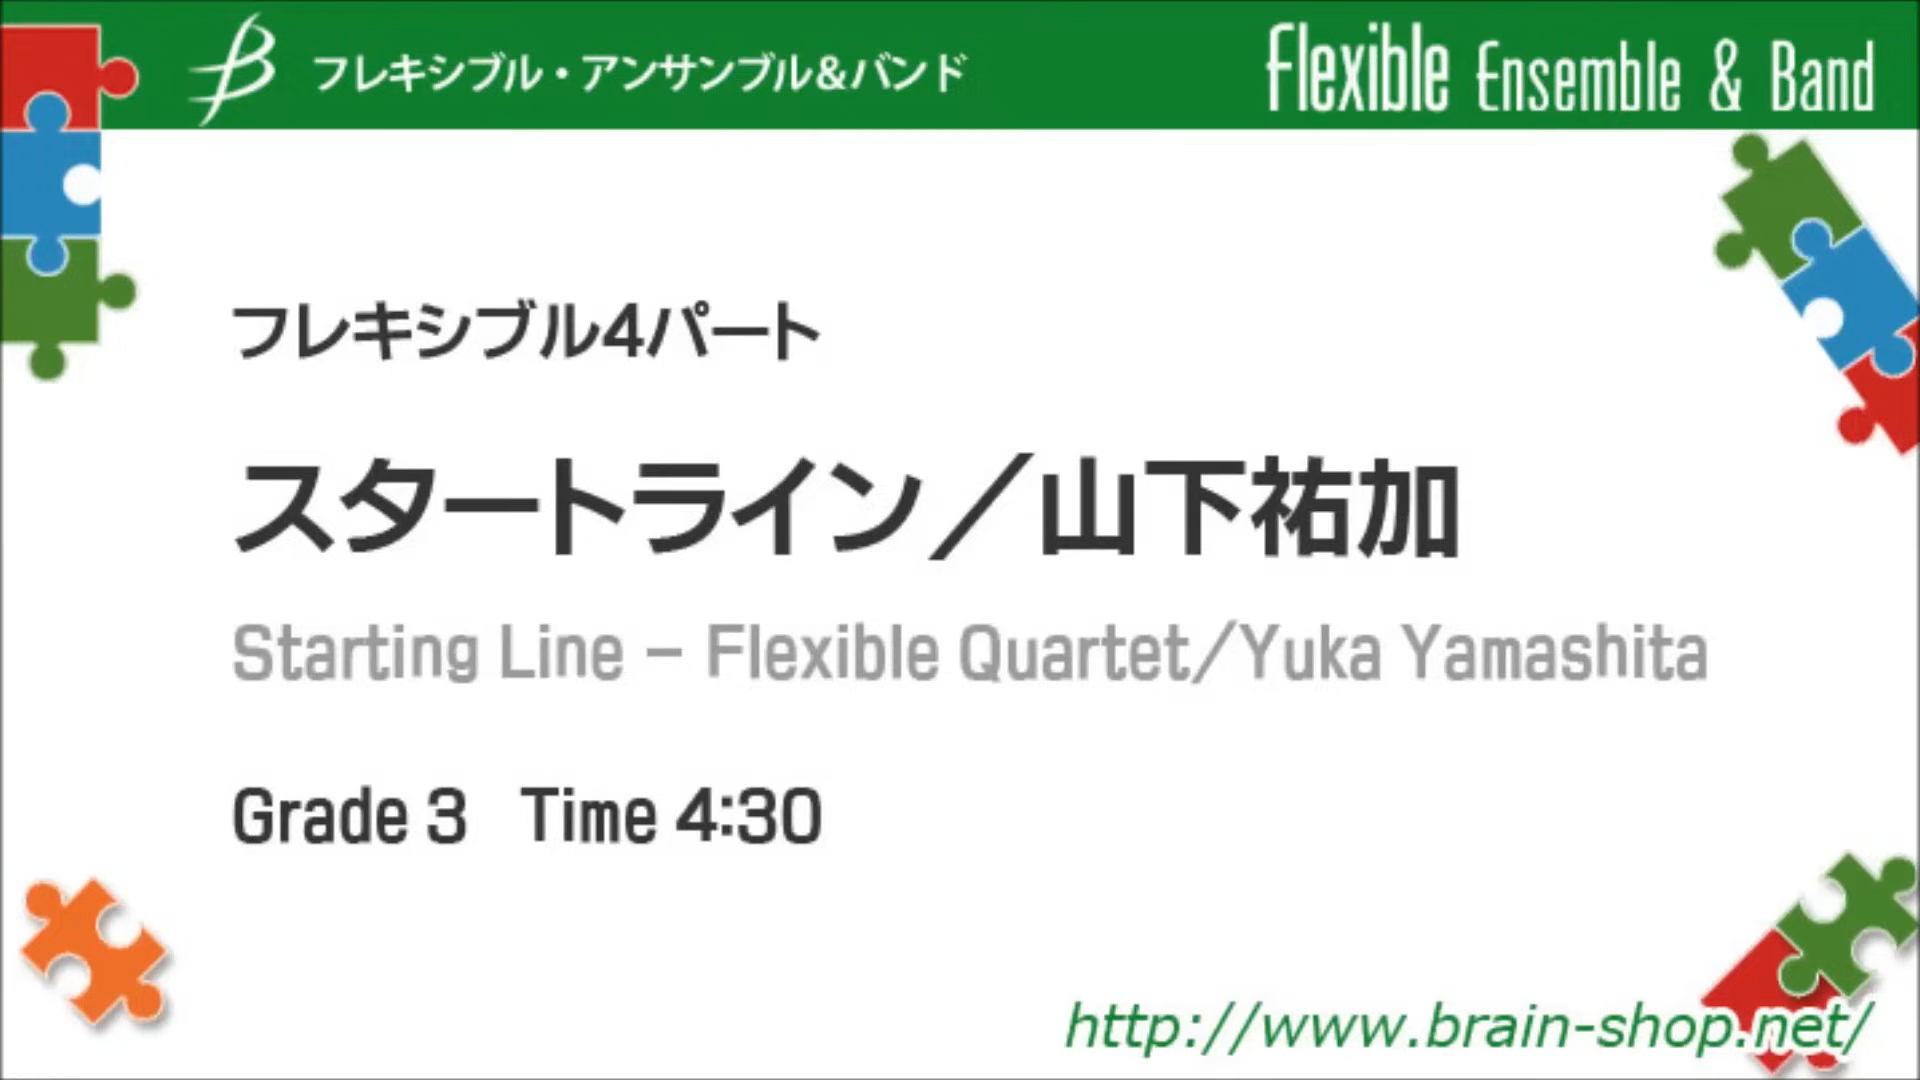 フレキシブル・アンサンブル&バンド
Flexible Ensemble & Band
フレキシブル4パート
スタートライン／山下祐加
Starting Line – Flexible Quartet/Yuka Yamashita
Grade 3 Time 4:30
http://www.brain-shop.net/